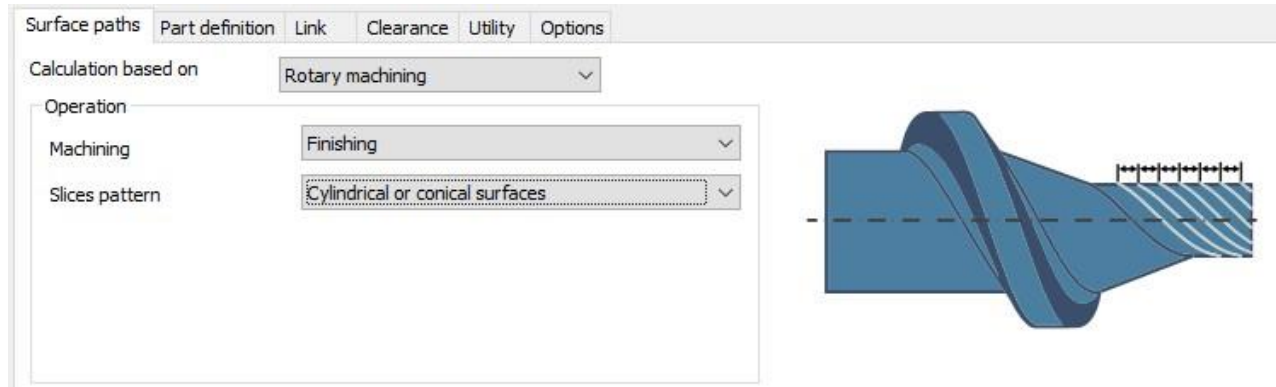 Surface paths Part definition Link Clearance Utility Options
Calculation based on Rotary machining
Operation
Machining Finishing
Slices pattern Cylindrical or conical surfaces